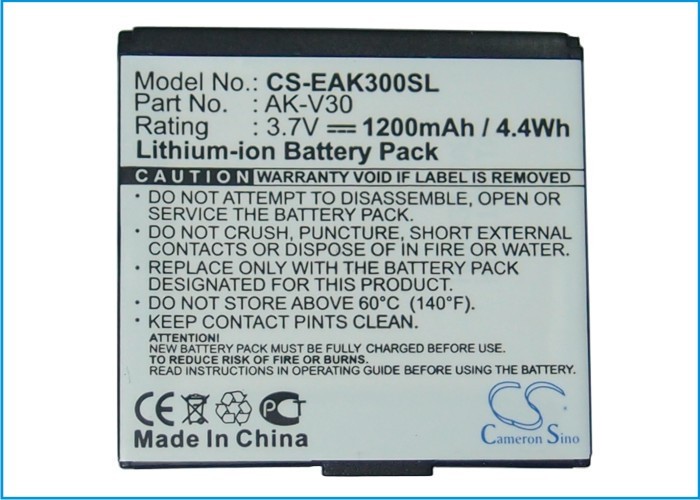 Model No.: CS-EAK300SL
Part No. : AK-V30
Rating : 3.7V ⎓ 1200mAh / 4.4Wh
Lithium-ion Battery Pack
CAUTION WARRANTY VOID IF LABEL IS REMOVED
• DO NOT ATTEMPT TO DISASSEMBLE, OPEN OR
SERVICE THE BATTERY PACK.
• DO NOT CRUSH, PUNCTURE, SHORT EXTERNAL
CONTACTS OR DISPOSE OF IN FIRE OR WATER.
• REPLACE ONLY WITH THE BATTERY PACK
DESIGNATED FOR THIS PRODUCT.
• DO NOT STORE ABOVE 60°C (140°F).
• KEEP CONTACT PINTS CLEAN.
NEW BATTERY PACK MUST BE FULLY CHARGED BEFORE USE.
TO REDUCE RISK OF FIRE OR BURNS.
READ INSTRUCTIONS IN OPERATING GUIDE BEFORE USE.
CE PCT
Made In China
CS
Cameron Sino